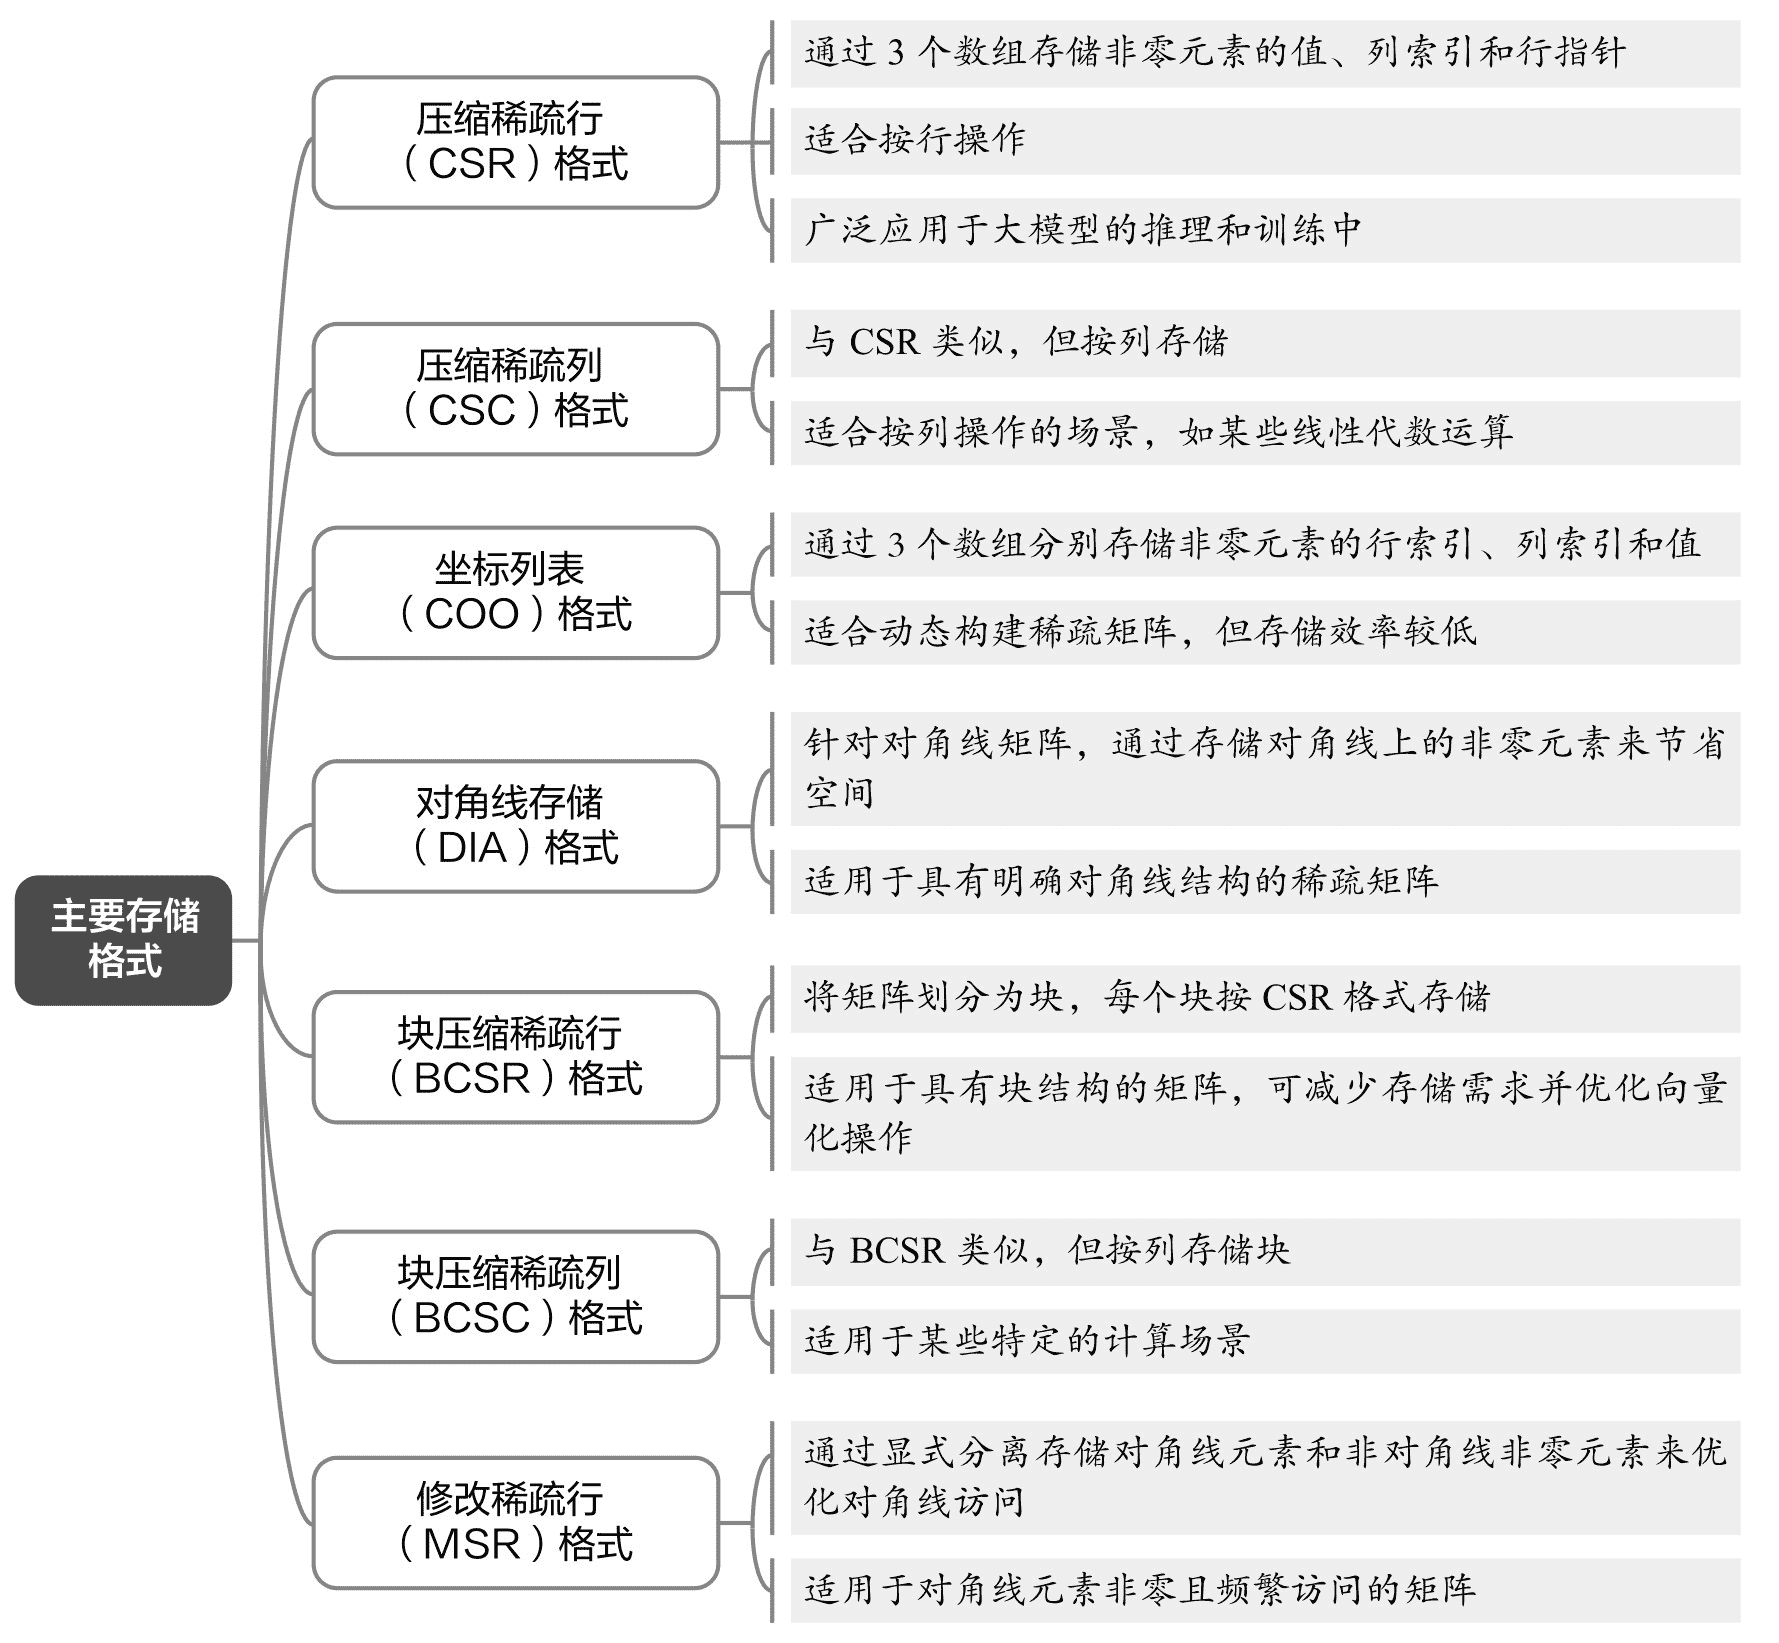 主要存储
格式
压缩稀疏行
（CSR）格式
通过 3 个数组存储非零元素的值、列索引和行指针
适合按行操作
广泛应用于大模型的推理和训练中
压缩稀疏列
（CSC）格式
与 CSR 类似，但按列存储
适合按列操作的场景，如某些线性代数运算
坐标列表
（COO）格式
通过 3 个数组分别存储非零元素的行索引、列索引和值
适合动态构建稀疏矩阵，但存储效率较低
对角线存储
（DIA）格式
针对对角线矩阵，通过存储对角线上的非零元素来节省
空间
适用于具有明确对角线结构的稀疏矩阵
块压缩稀疏行
（BCSR）格式
将矩阵划分为块，每个块按 CSR 格式存储
适用于具有块结构的矩阵，可减少存储需求并优化向量
化操作
块压缩稀疏列
（BCSC）格式
与 BCSR 类似，但按列存储块
适用于某些特定的计算场景
修改稀疏行
（MSR）格式
通过显式分离存储对角线元素和非对角线非零元素来优
化对角线访问
适用于对角线元素非零且频繁访问的矩阵